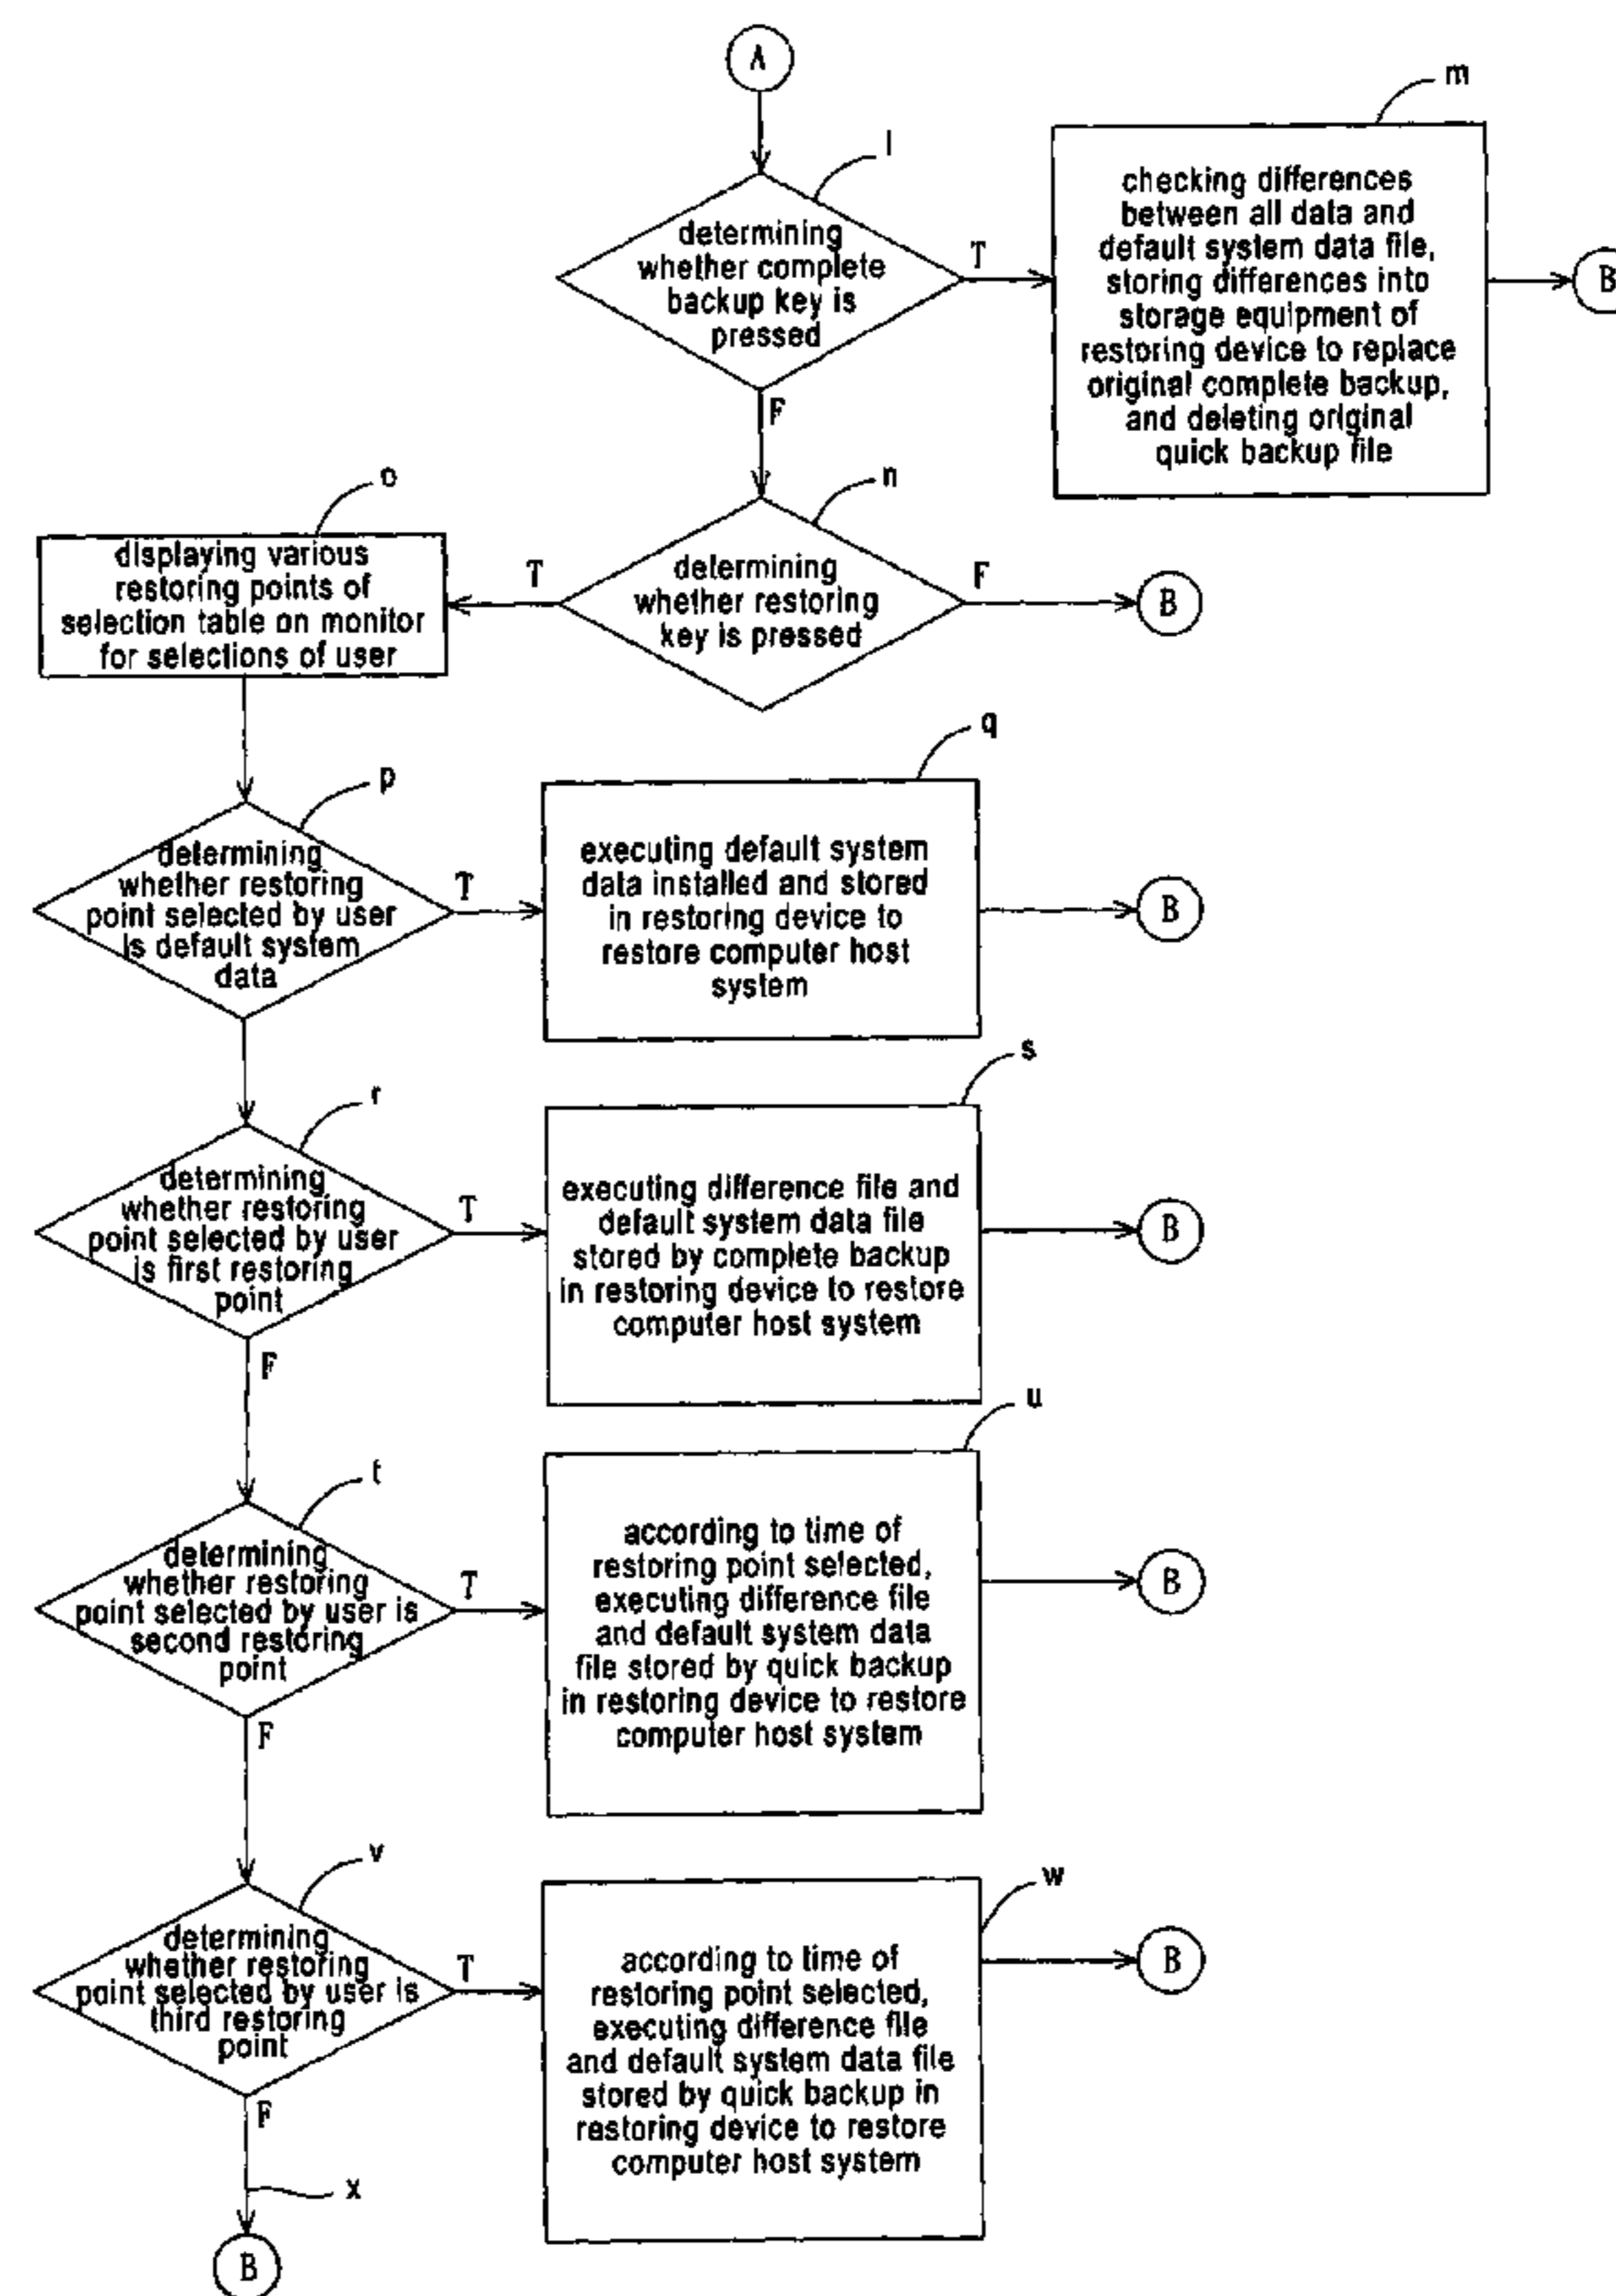 A
l
determining
whether complete
backup key is
pressed
T
F
m
checking differences
between all data and
default system data file,
storing differences into
storage equipment of
restoring device to replace
original complete backup,
and deleting original
quick backup file
B
n
determining
whether restoring
key is pressed
T
F
B
o
displaying various
restoring points of
selection table on monitor
for selections of user
p
determining
whether restoring
point selected by user
is default system
data
T
q
executing default system
data installed and stored
in restoring device to
restore computer host
system
B
r
determining
whether restoring
point selected by user
is first restoring
point
T
F
s
executing difference file and
default system data file
stored by complete backup
in restoring device to restore
computer host system
B
t
determining
whether restoring
point selected by user is
second restoring
point
T
F
u
according to time of
restoring point selected,
executing difference file
and default system data
file stored by quick backup
in restoring device to restore
computer host system
B
v
determining
whether restoring
point selected by user is
third restoring
point
T
F
w
according to time of
restoring point selected,
executing difference file
and default system data file
stored by quick backup in
restoring device to restore
computer host system
B
x
B